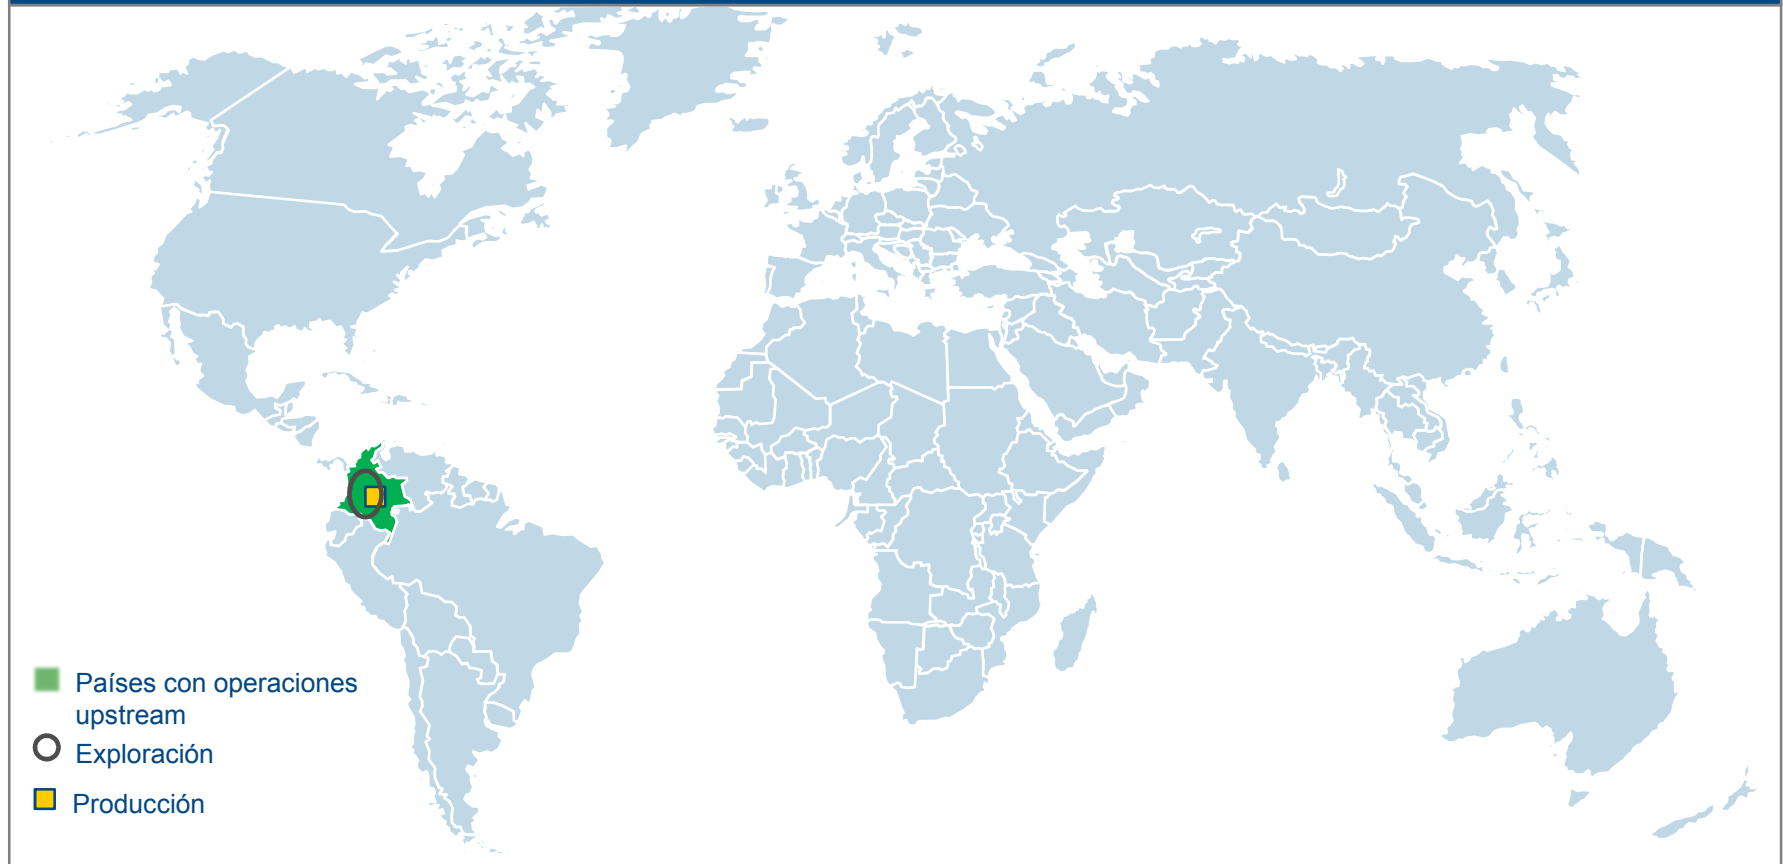 Países con operaciones
upstream
Exploración
Producción